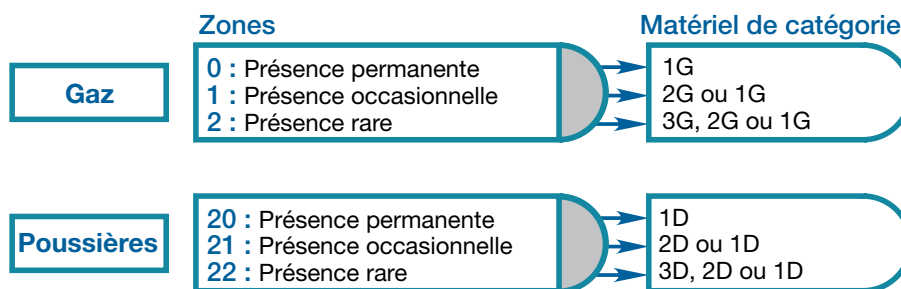 Zones
Matériel de catégorie
Gaz
0 : Présence permanente
1 : Présence occasionnelle
2 : Présence rare
1G
2G ou 1G
3G, 2G ou 1G
Poussières
20 : Présence permanente
21 : Présence occasionnelle
22 : Présence rare
1D
2D ou 1D
3D, 2D ou 1D